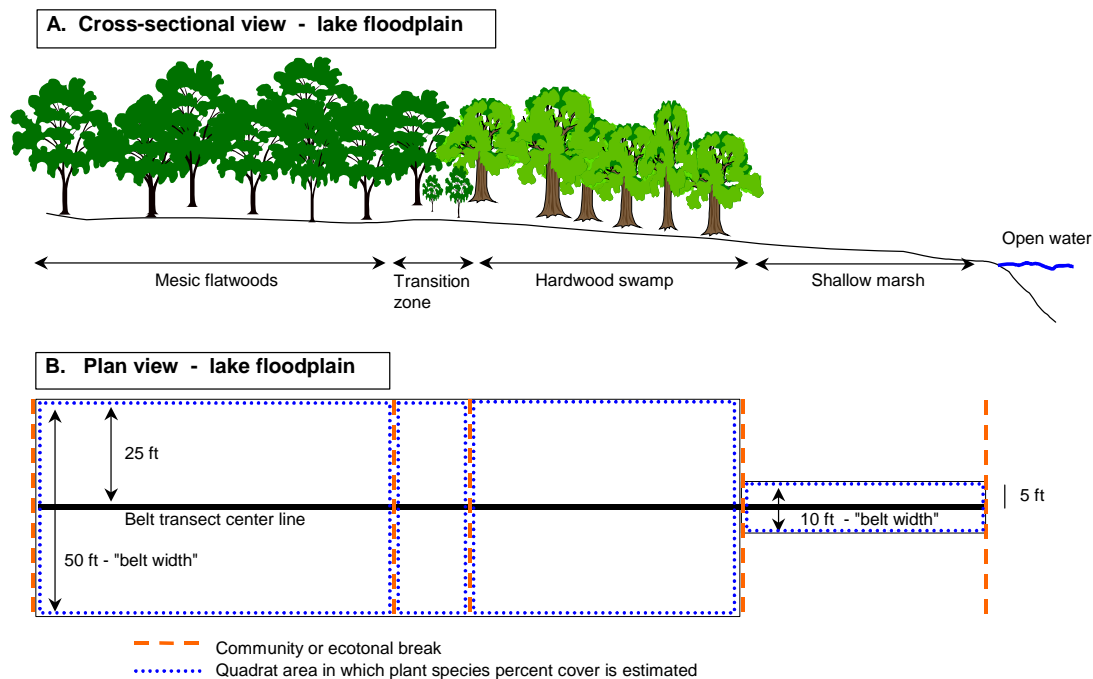 A. Cross-sectional view - lake floodplain
Open water
Mesic flatwoods
Transition
zone
Hardwood swamp
Shallow marsh
B. Plan view - lake floodplain
25 ft
5 ft
Belt transect center line
10 ft - "belt width"
50 ft - "belt width"
Community or ecotonal break
Quadrat area in which plant species percent cover is estimated